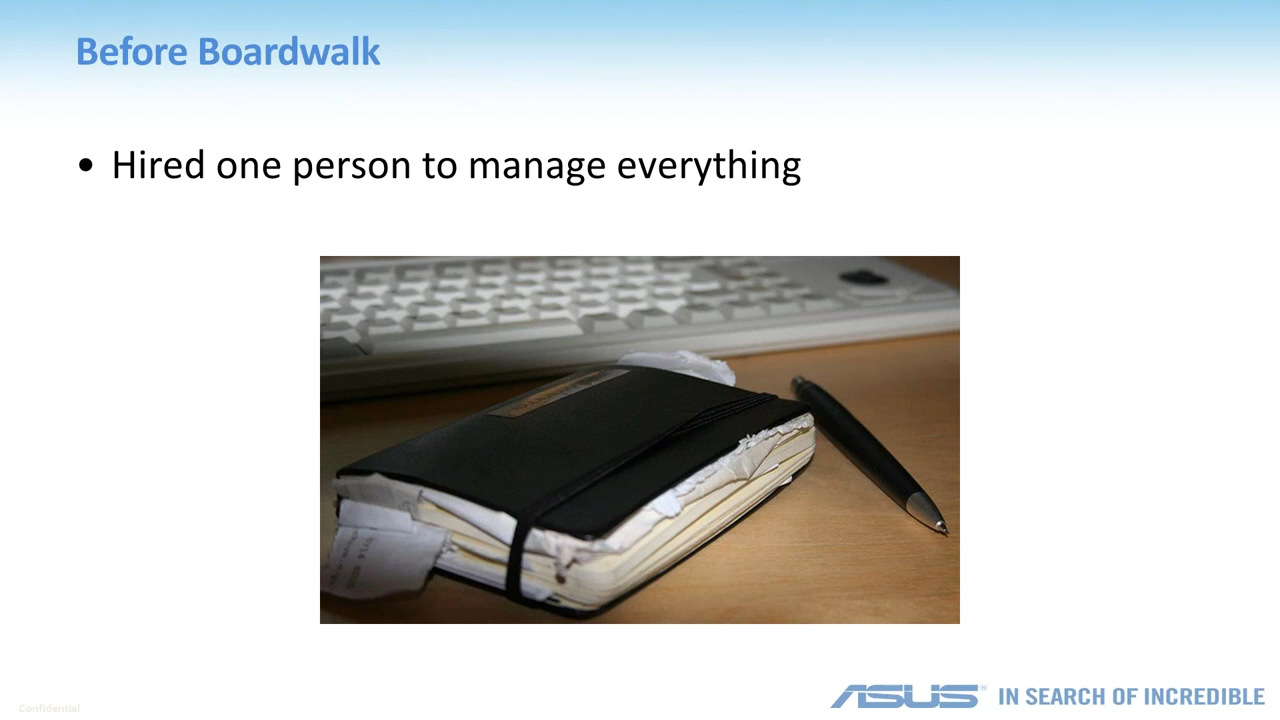 Before Boardwalk
• Hired one person to manage everything
Confidential
ASUS® IN SEARCH OF INCREDIBLE